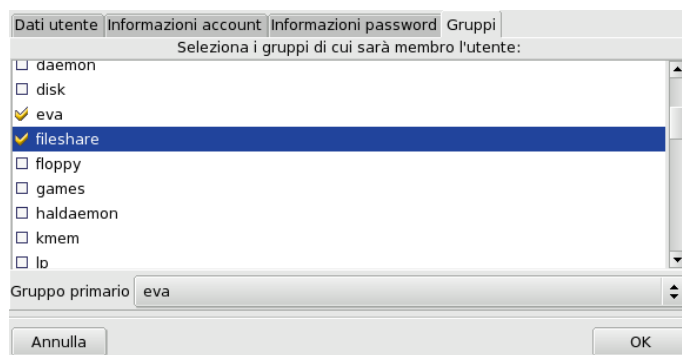 Dati utente Informazioni account Informazioni password Gruppi
Seleziona i gruppi di cui sarà membro l'utente:
daemon
disk
eva
fileshare
floppy
games
haldaemon
kmem
lp
Gruppo primario eva
Annulla OK